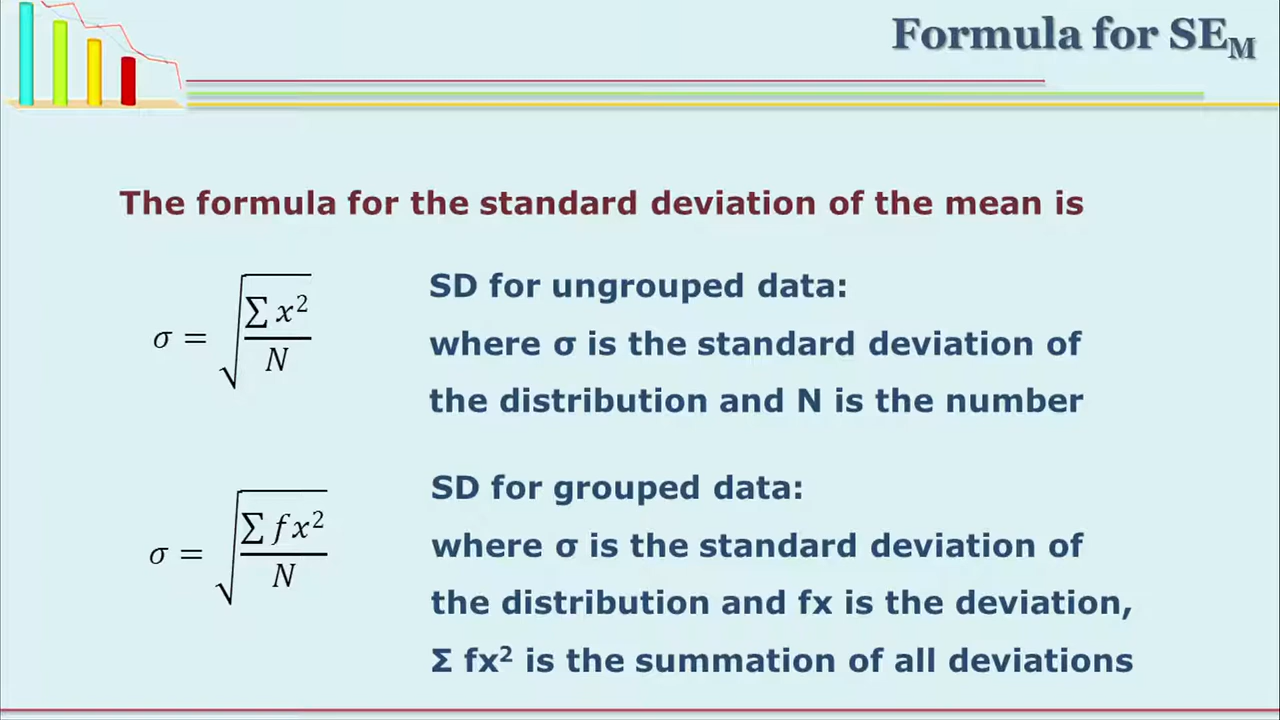 Formula for SE_M
The formula for the standard deviation of the mean is
σ = √(∑x²/N)
SD for ungrouped data:
where σ is the standard deviation of
the distribution and N is the number
σ = √(∑fx²/N)
SD for grouped data:
where σ is the standard deviation of
the distribution and fx is the deviation,
Σ fx² is the summation of all deviations